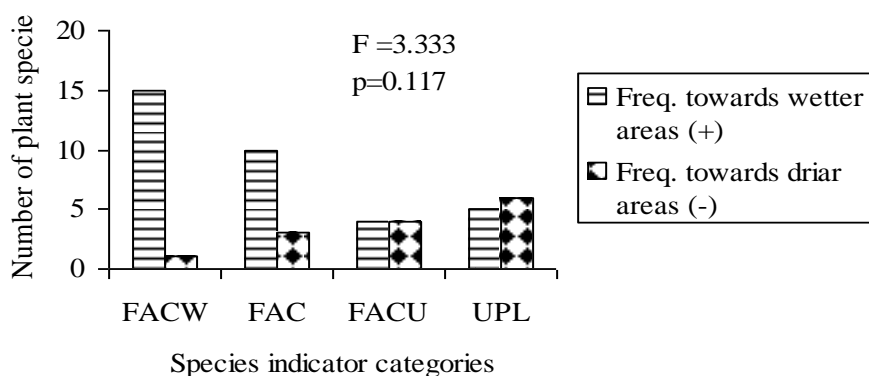 Number of plant specie
20
15
10
5
0
F =3.333
p=0.117
FACW
FAC
FACU
UPL
Species indicator categories
Freq. towards wetter
areas (+)
Freq. towards driar
areas (-)